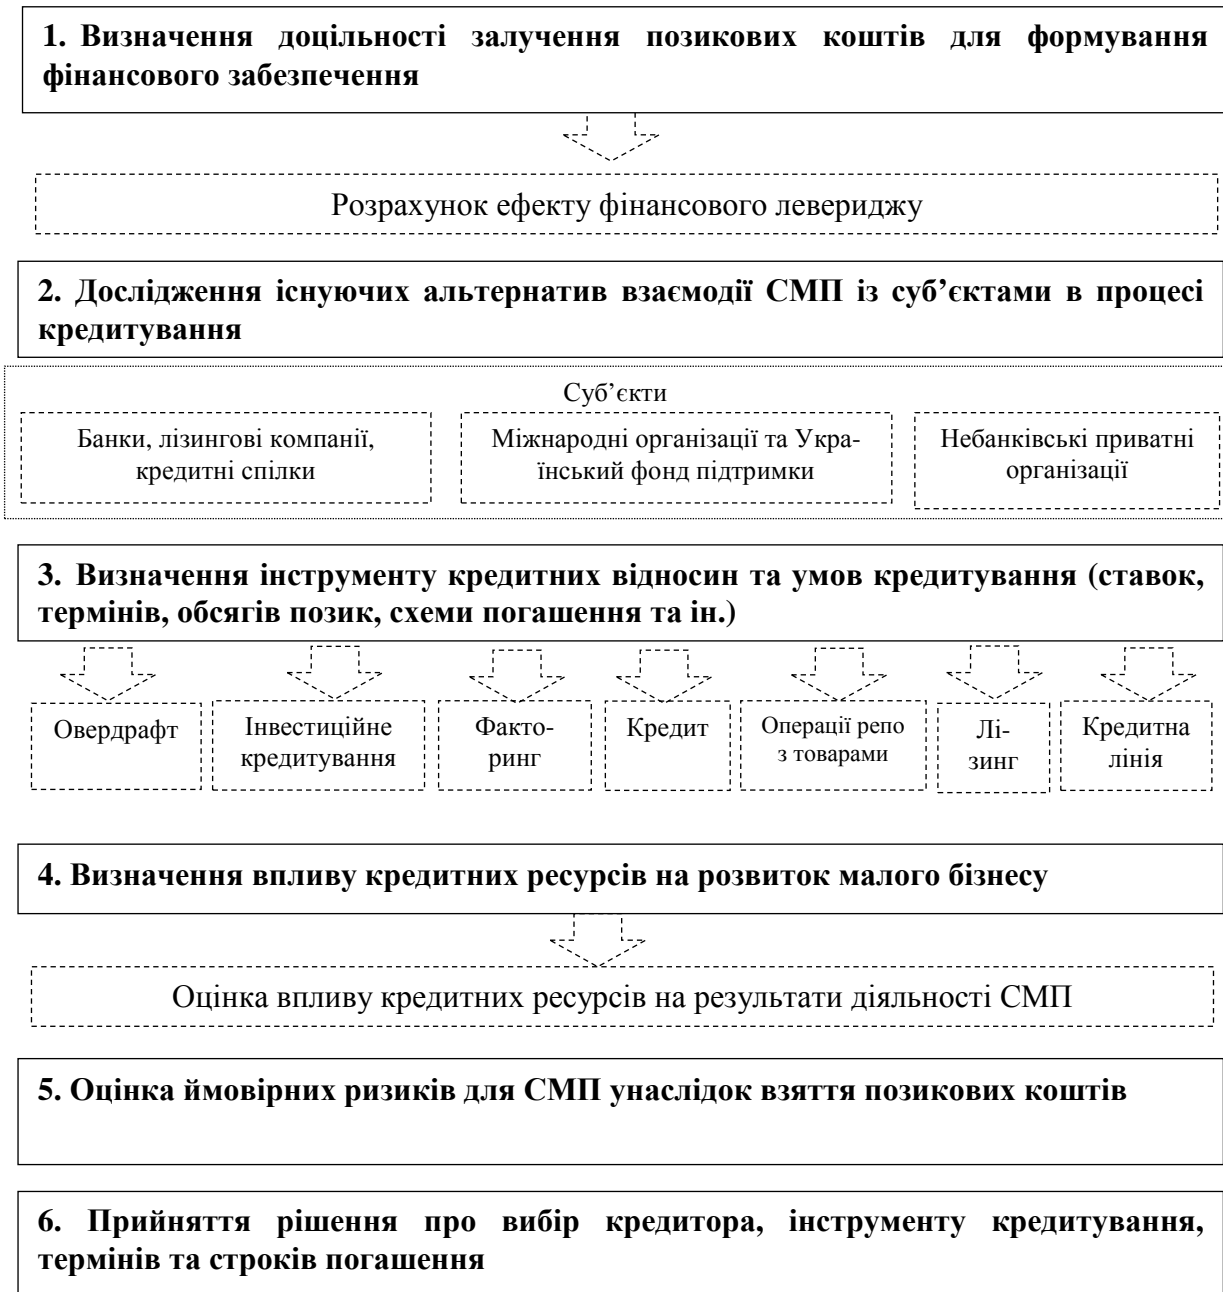 1. Визначення доцільності залучення позикових коштів для формування
фінансового забезпечення
Розрахунок ефекту фінансового левериджу
2. Дослідження існуючих альтернатив взаємодії СМП із суб’єктами в процесі
кредитування
Суб’єкти
Банки, лізингові компанії,
кредитні спілки
Міжнародні організації та Укра-
їнський фонд підтримки
Небанківські приватні
організації
3. Визначення інструменту кредитних відносин та умов кредитування (ставок,
термінів, обсягів позик, схеми погашення та ін.)
Овердрафт
Інвестиційне
кредитування
Факто-
ринг
Кредит
Операції репо
з товарами
Лі-
зинг
Кредитна
лінія
4. Визначення впливу кредитних ресурсів на розвиток малого бізнесу
Оцінка впливу кредитних ресурсів на результати діяльності СМП
5. Оцінка ймовірних ризиків для СМП унаслідок взяття позикових коштів
6. Прийняття рішення про вибір кредитора, інструменту кредитування,
термінів та строків погашення